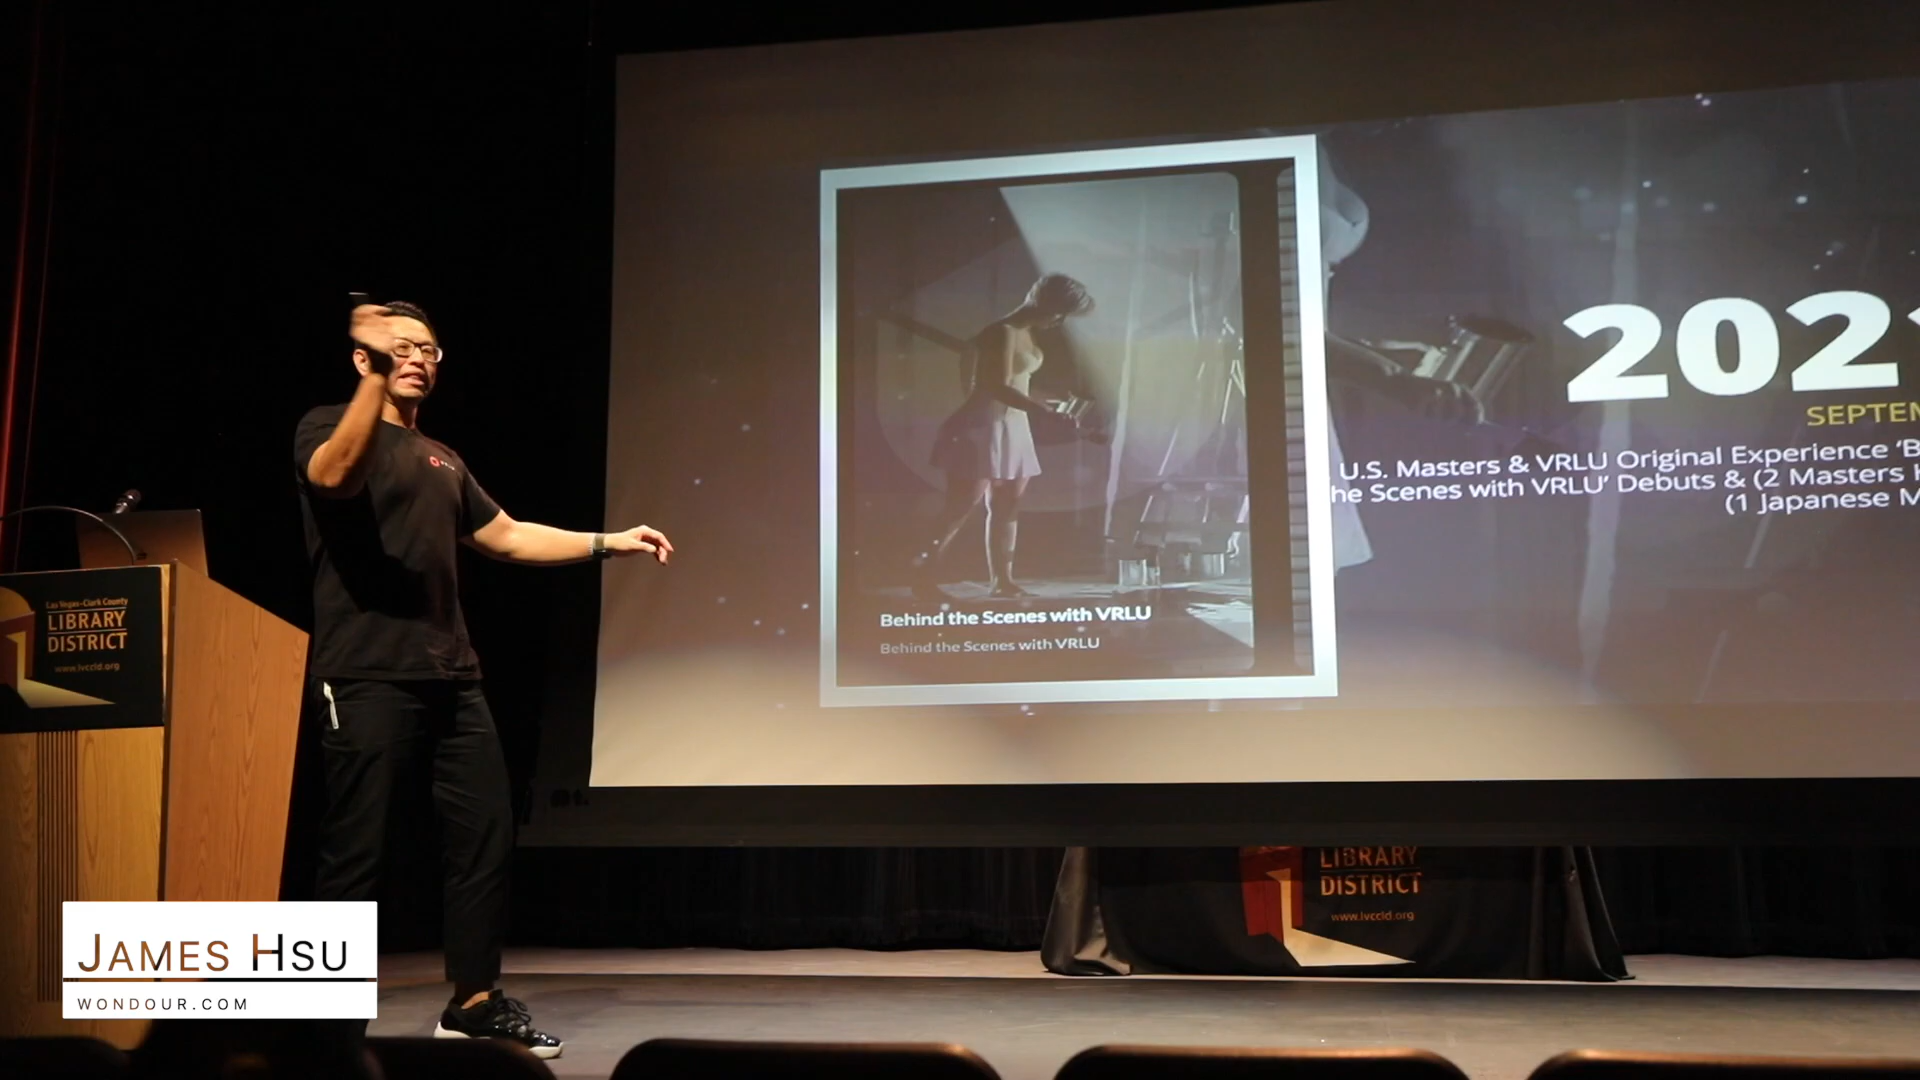 202
SEPTEM
U.S. Masters & VRLU Original Experience ‘B
he Scenes with VRLU’ Debuts & (2 Masters
(1 Japanese M
Behind the Scenes with VRLU
Behind the Scenes with VRLU
Las Vegas-Clark County
LIBRARY
DISTRICT
www.lvccld.org
LIBRARY
DISTRICT
www.lvccld.org
JAMES HSU
WONDOUR.COM